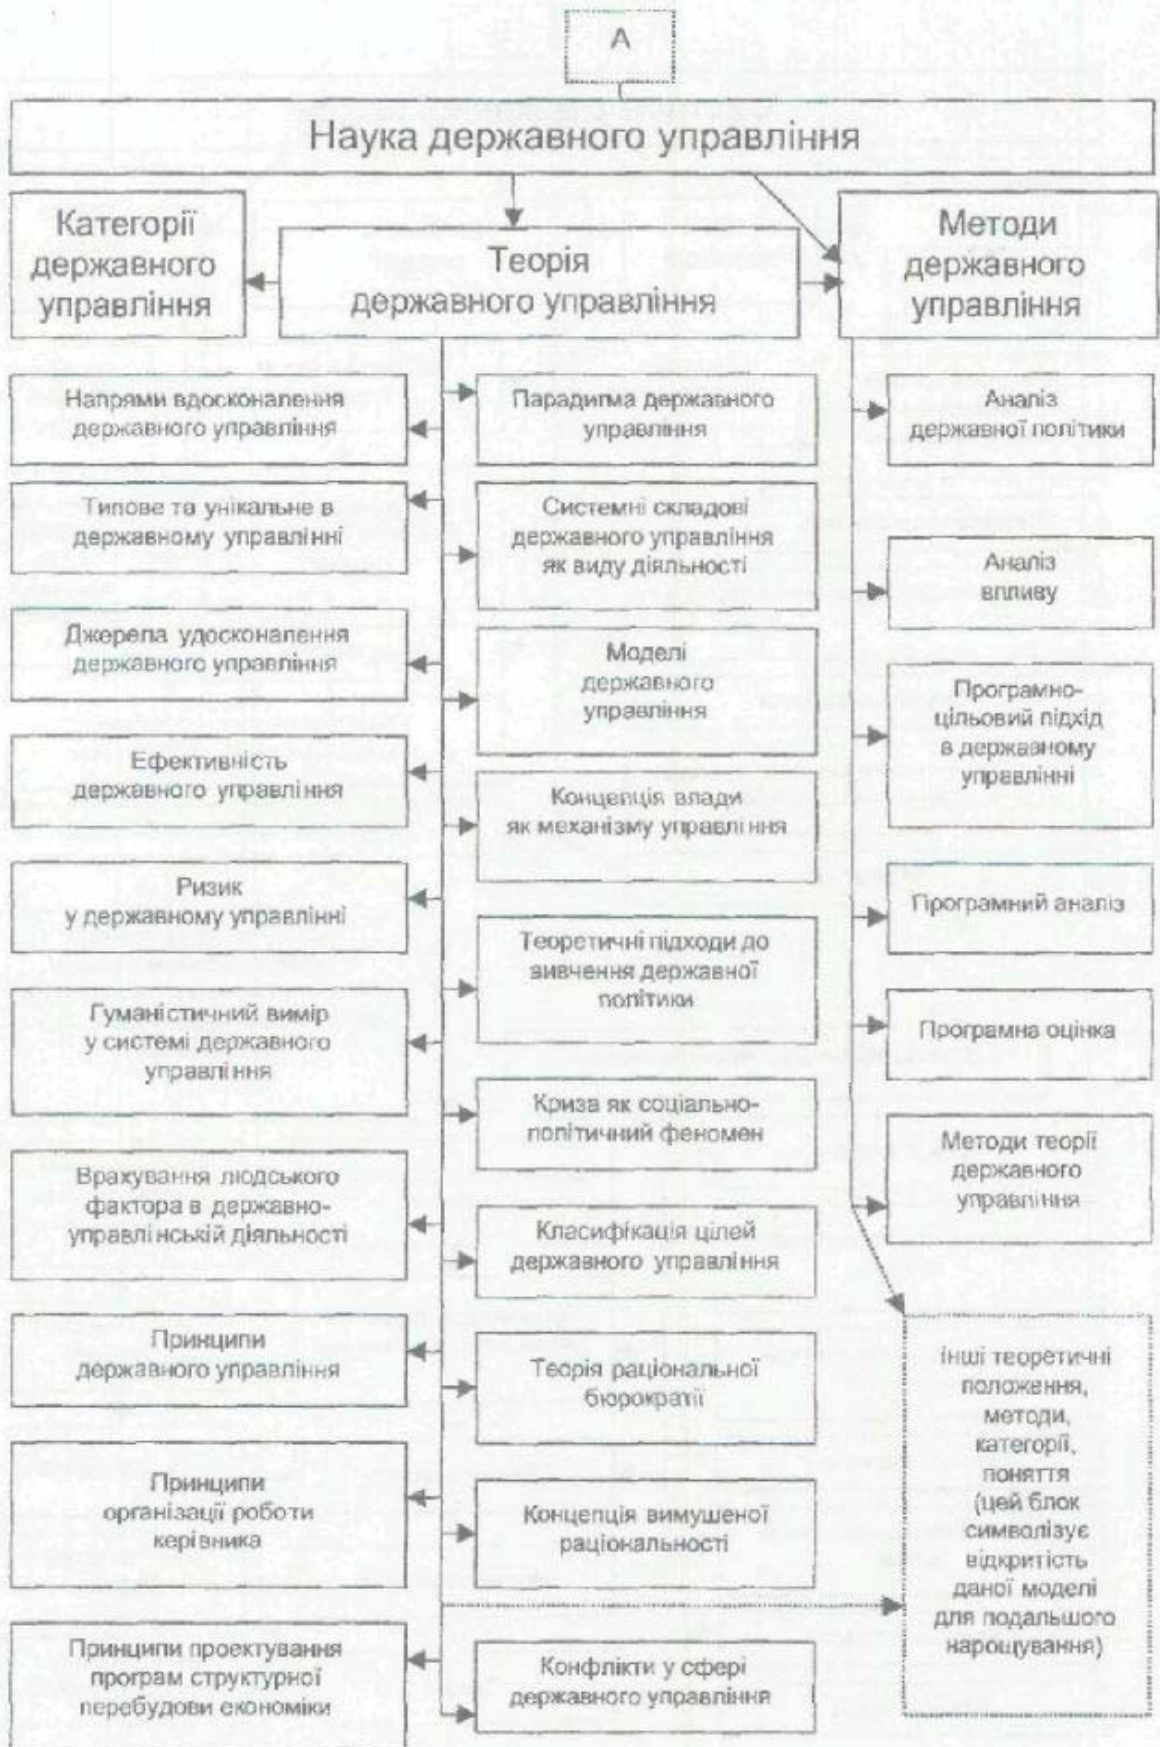 А
Наука державного управління
Категорії
державного
управління
Теорія
державного управління
Методи
державного
управління
Напрями вдосконалення
державного управління
Типове та унікальне в
державному управлінні
Джерела удосконалення
державного управління
Ефективність
державного управління
Ризик
у державному управлінні
Гуманістичний вимір
у системі державного
управління
Врахування людського
фактора в державно-
управлінській діяльності
Принципи
державного управління
Принципи
організації роботи
керівника
Принципи проектування
програм структурної
перебудови економіки
Парадигма державного
управління
Системні складові
державного управління
як виду діяльності
Моделі
державного
управління
Концепція влади
як механізму управління
Теоретичні підходи до
вивчення державної
політики
Криза як соціально-
політичний феномен
Класифікація цілей
державного управління
Теорія раціональної
бюрократії
Концепція вимушеної
раціональності
Конфлікти у сфері
державного управління
Аналіз
державної політики
Аналіз
впливу
Програмно-
цільовий підхід
в державному
управлінні
Програмний аналіз
Програмна оцінка
Методи теорії
державного
управління
інші теоретичні
положення,
методи,
категорії,
поняття
(цей блок
символізує
відкритість
даної моделі
для подальшого
нарощування)